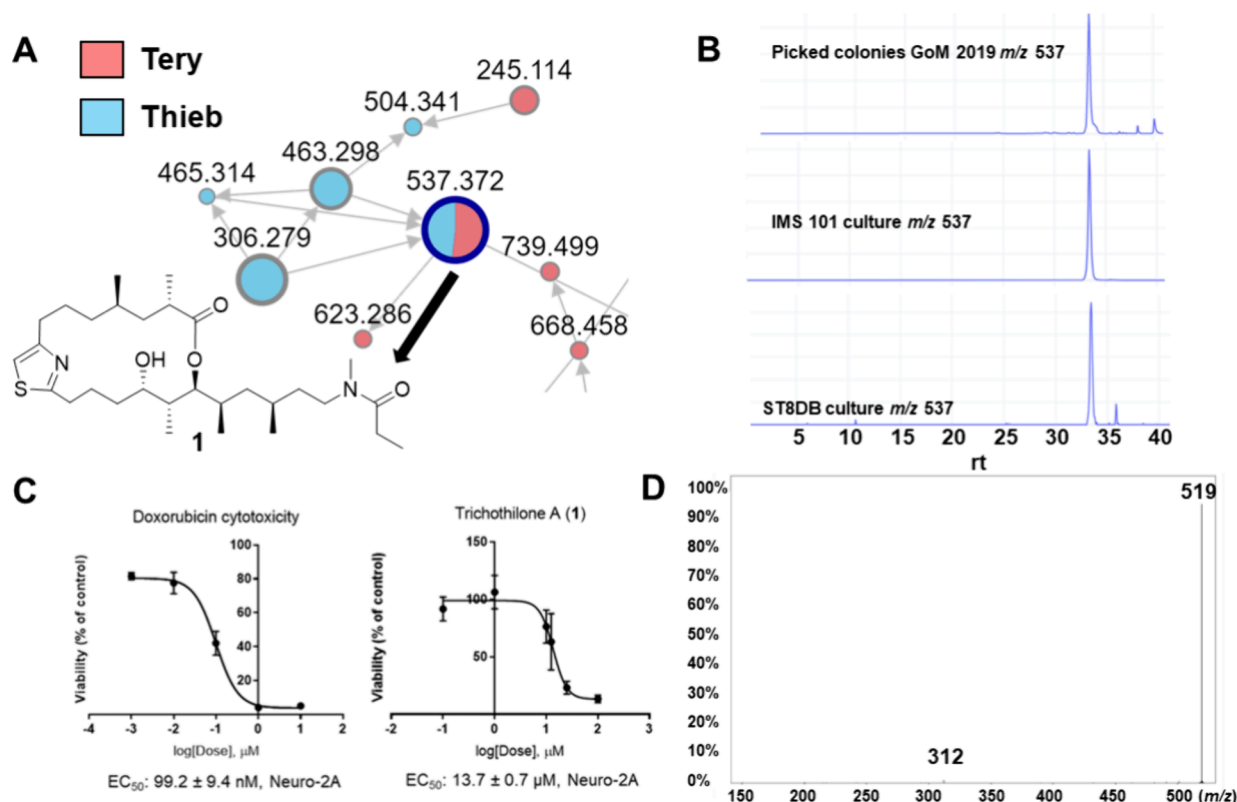 A
Tery
Thieb
245.114
504.341
463.298
465.314
537.372
306.279
739.499
623.286
668.458
O
OH
O
N
S
N
O
1
B
Picked colonies GoM 2019 m/z 537
IMS 101 culture m/z 537
ST8DB culture m/z 537
5 10 15 20 25 30 35 40
rt
C
Doxorubicin cytotoxicity
Viability (% of control)
100
80
60
40
20
-4 -3 -2 -1 0 1 2
log[Dose], μM
EC50: 99.2 ± 9.4 nM, Neuro-2A
Trichothilone A (1)
Viability (% of control)
150
100
50
-2 -1 0 1 2 3
log[Dose], μM
EC50: 13.7 ± 0.7 μM, Neuro-2A
D
100%
90%
80%
70%
60%
50%
40%
30%
20%
10%
0%
519
312
150 200 250 300 350 400 450 500 (m/z)